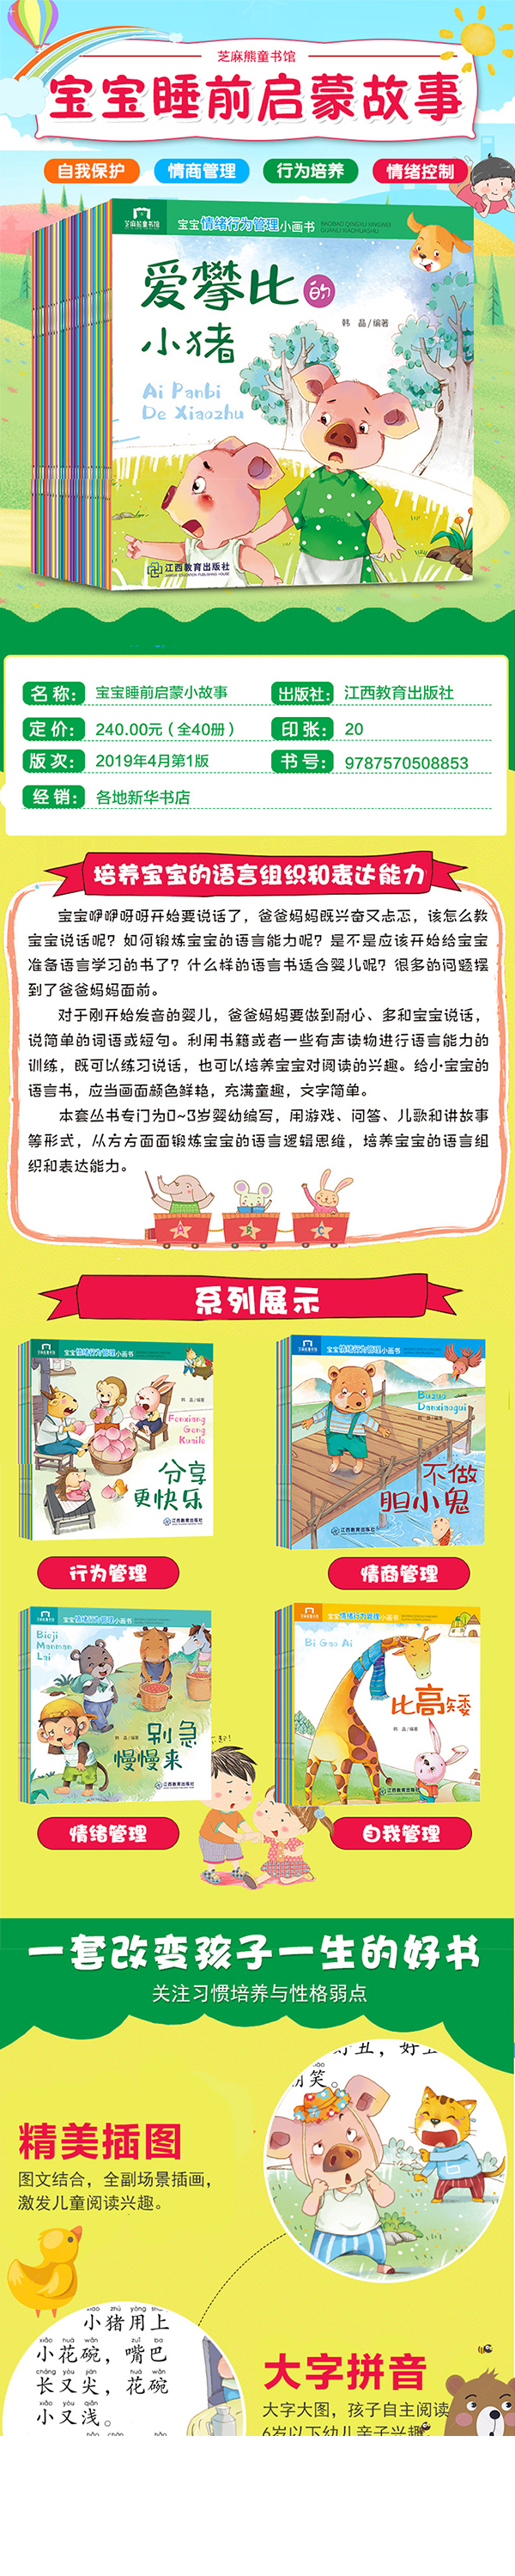 芝麻熊童书馆
宝宝睡前启蒙故事
自我保护 情商管理 行为培养 情绪控制
芝麻熊童书馆
宝宝情绪行为管理小画书
BAOBAO QINGXU XINGWEI
GUANLI XIAOHUASHU
爱攀比的
小猪
韩晶/编著
Ai Panbi
De Xiaozhu
江西教育出版社
JIANGXI EDUCATION PUBLISHING HOUSE
名 称: 宝宝睡前启蒙小故事 出版社: 江西教育出版社
定 价: 240.00元（全40册） 印 张: 20
版 次: 2019年4月第1版 书 号: 9787570508853
经 销: 各地新华书店
培养宝宝的语言组织和表达能力
宝宝咿咿呀呀开始要说话了，爸爸妈妈既兴奋又忐忑，该怎么教
宝宝说话呢？如何锻炼宝宝的语言能力呢？是不是应该开始给宝宝
准备语言学习的书了？什么样的语言书适合婴儿呢？很多的问题摆
到了爸爸妈妈面前。
对于刚开始发音的婴儿，爸爸妈妈要做到耐心、多和宝宝说话，
说简单的词语或短句。利用书籍或者一些有声读物进行语言能力的
训练，既可以练习说话，也可以培养宝宝对阅读的兴趣。给小宝宝的
语言书，应当画面颜色鲜艳，充满童趣，文字简单。
本套丛书专门为0~3岁婴幼编写，用游戏、问答、儿歌和讲故事
等形式，从方方面面锻炼宝宝的语言逻辑思维，培养宝宝的语言组
织和表达能力。
A B C
系列展示
宝宝情绪行为管理小画书
韩晶/编著
Fenxiang
Geng
Kuaile
分享
更快乐
江西教育出版社
宝宝情绪行为管理小画书
Buzuo
Danxiaogui
韩晶/编著
不做
胆小鬼
江西教育出版社
行为管理 情商管理
宝宝情绪行为管理小画书
Bieji
Manman
Lai
韩晶/编著
别急
慢慢来
江西教育出版社
宝宝情绪行为管理小画书
Bi Gao Ai
比高矮
韩晶/编著
情绪管理 自我管理
一套改变孩子一生的好书
关注习惯培养与性格弱点
精美插图
图文结合，全副场景插画，
激发儿童阅读兴趣。
笑。
zhū yòng
小猪用上
xiǎo huā wǎn zuǐ ba
小花碗，嘴巴
cháng yòu jiān huā wǎn
长又尖，花碗
xiǎo yòu qiǎn
小又浅。
大字拼音
大字大图，孩子自主阅读
6岁以下幼儿亲子兴趣